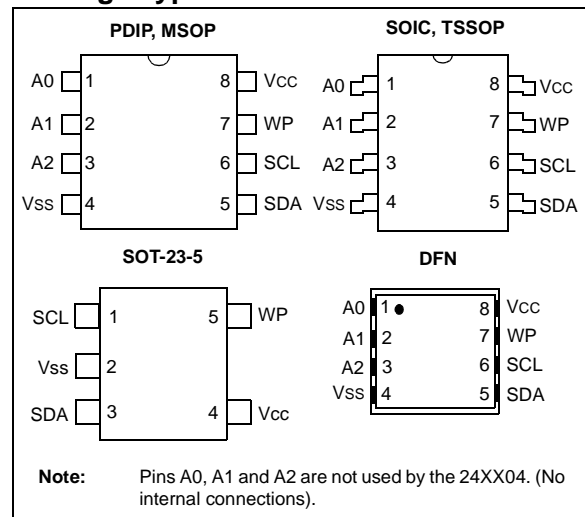 PDIP, MSOP
A0 1 8 VCC
A1 2 7 WP
A2 3 6 SCL
VSS 4 5 SDA
SOIC, TSSOP
A0 1 8 VCC
A1 2 7 WP
A2 3 6 SCL
VSS 4 5 SDA
SOT-23-5
SCL 1 5 WP
Vss 2
SDA 3 4 Vcc
DFN
A0 1 8 VCC
A1 2 7 WP
A2 3 6 SCL
VSS 4 5 SDA
Note: Pins A0, A1 and A2 are not used by the 24XX04. (No
internal connections).